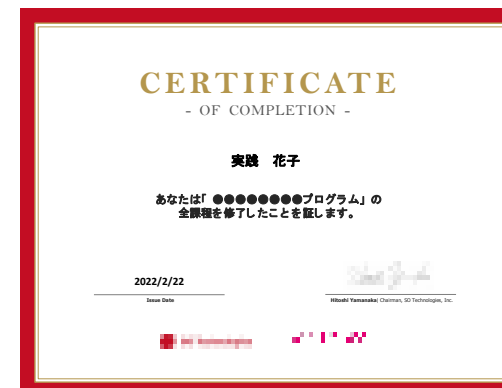 CERTIFICATE
- OF COMPLETION -
実践 花子
あなたは「 ●●●●●●●●プログラム」の
全課程を修了したことを証します。
2022/2/22
Issue Date
Hitoshi Yamanaka| Chairman, SO Technologies, Inc.